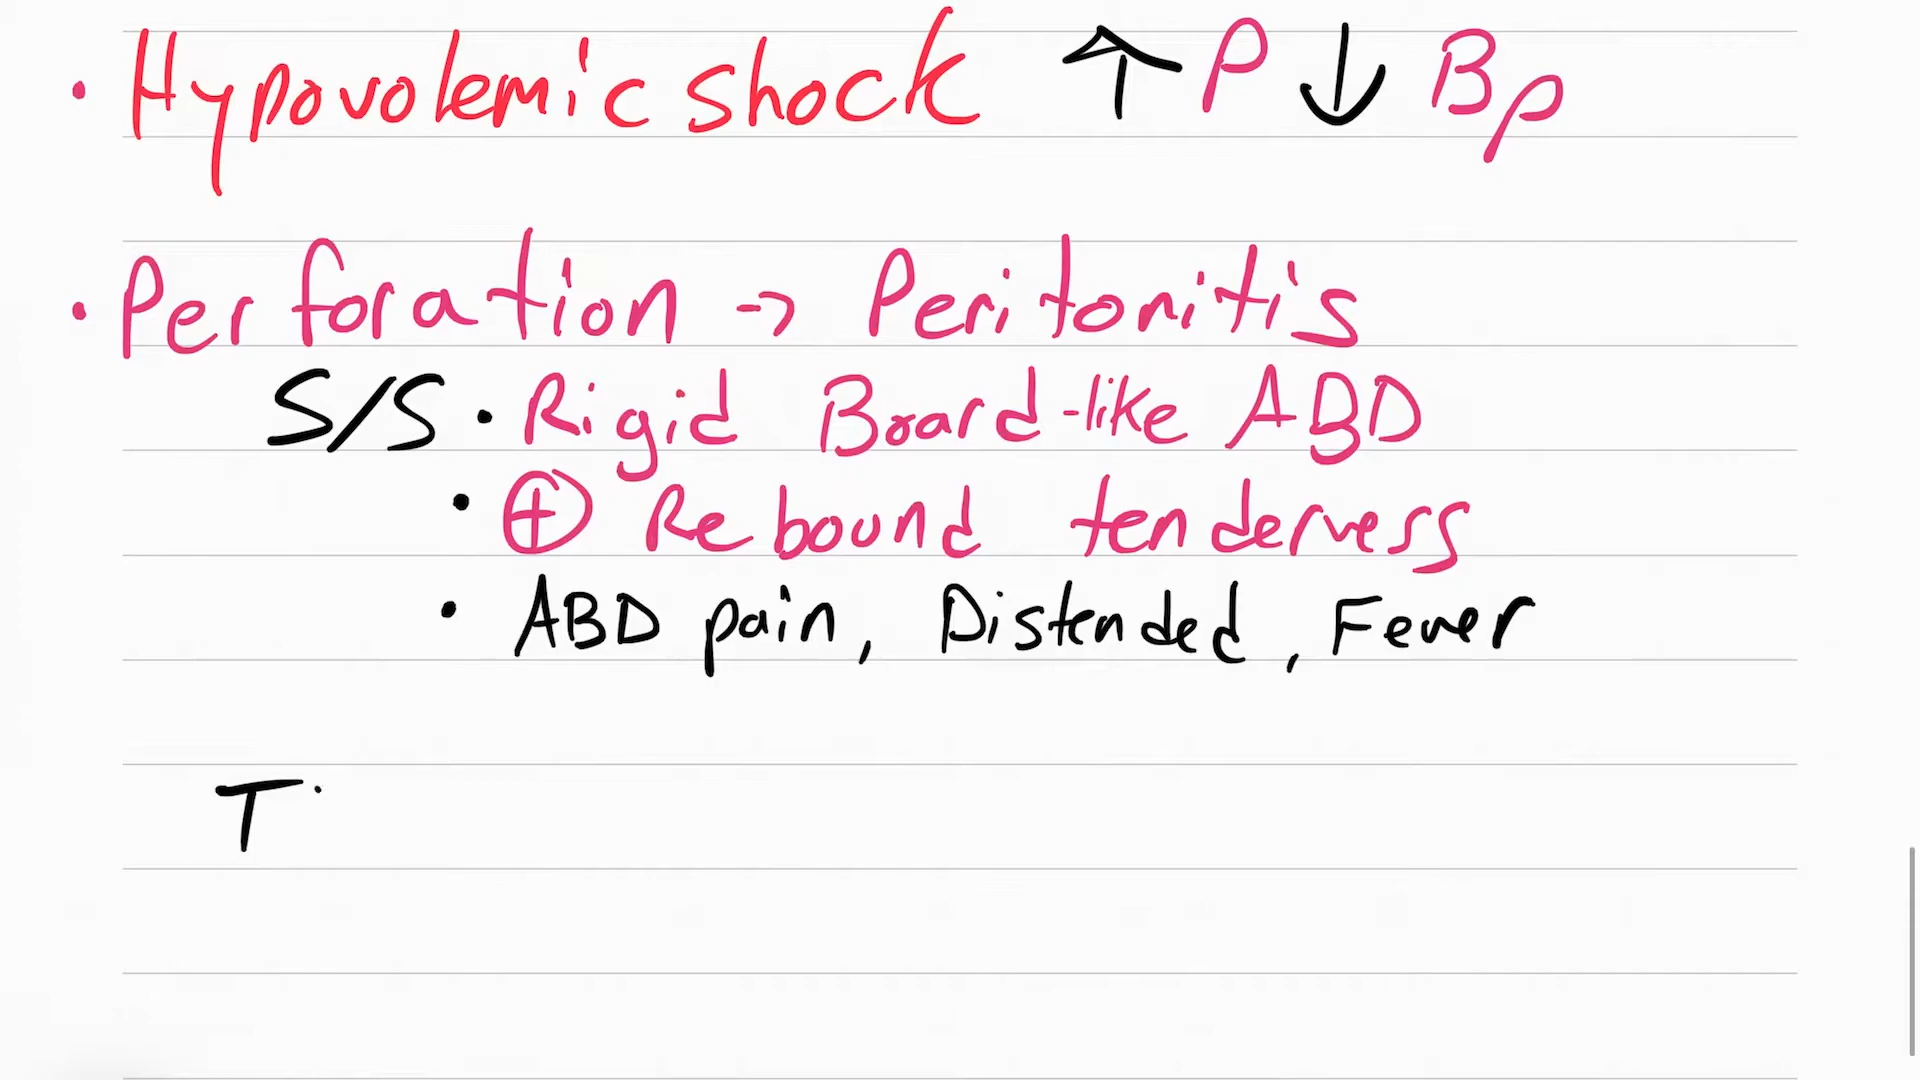 • Hypovolemic shock ↑ P ↓ Bp
• Perforation -> Peritonitis
S/S • Rigid Board-like ABD
• ⊕ Rebound tenderness
• ABD pain, Distended, Fever
T